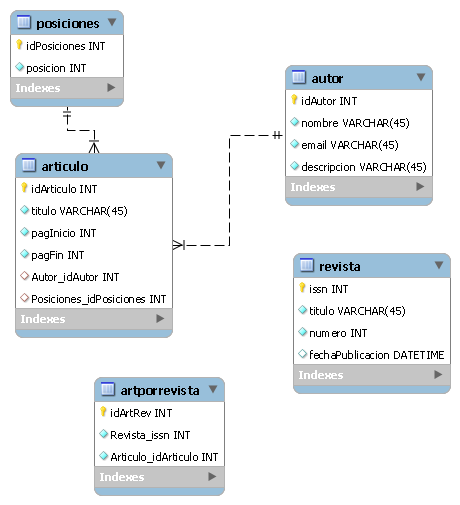 posiciones
idPosiciones INT
posicion INT
Indexes
autor
idAutor INT
nombre VARCHAR(45)
email VARCHAR(45)
descripcion VARCHAR(45)
Indexes
articulo
idArticulo INT
titulo VARCHAR(45)
pagInicio INT
pagFin INT
Autor_idAutor INT
Posiciones_idPosiciones INT
Indexes
revista
issn INT
titulo VARCHAR(45)
numero INT
fechaPublicacion DATETIME
Indexes
artporrevista
idArtRev INT
Revista_issn INT
Articulo_idArticulo INT
Indexes